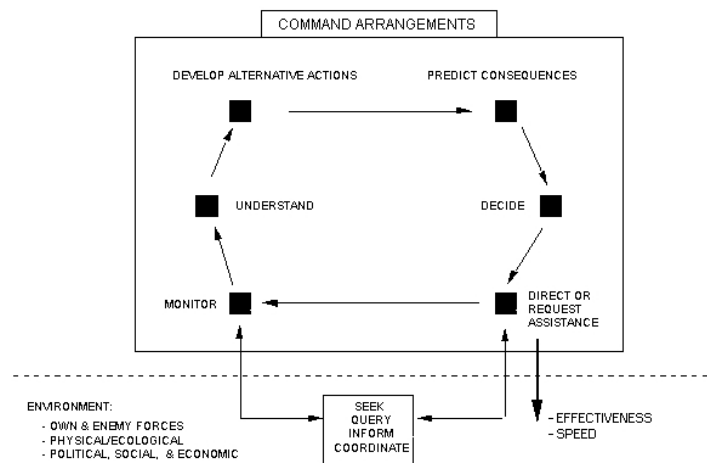 COMMAND ARRANGEMENTS
DEVELOP ALTERNATIVE ACTIONS
PREDICT CONSEQUENCES
UNDERSTAND
DECIDE
MONITOR
DIRECT OR
REQUEST
ASSISTANCE
ENVIRONMENT:
- OWN & ENEMY FORCES
- PHYSICAL/ECOLOGICAL
- POLITICAL, SOCIAL, & ECONOMIC
SEEK
QUERY
INFORM
COORDINATE
- EFFECTIVENESS
- SPEED